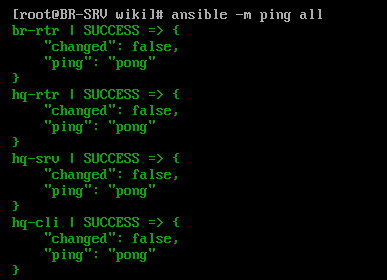 [root@BR-SRV wiki]# ansible -m ping all
br-rtr | SUCCESS => {
    "changed": false,
    "ping": "pong"
}
hq-rtr | SUCCESS => {
    "changed": false,
    "ping": "pong"
}
hq-srv | SUCCESS => {
    "changed": false,
    "ping": "pong"
}
hq-cli | SUCCESS => {
    "changed": false,
    "ping": "pong"
}